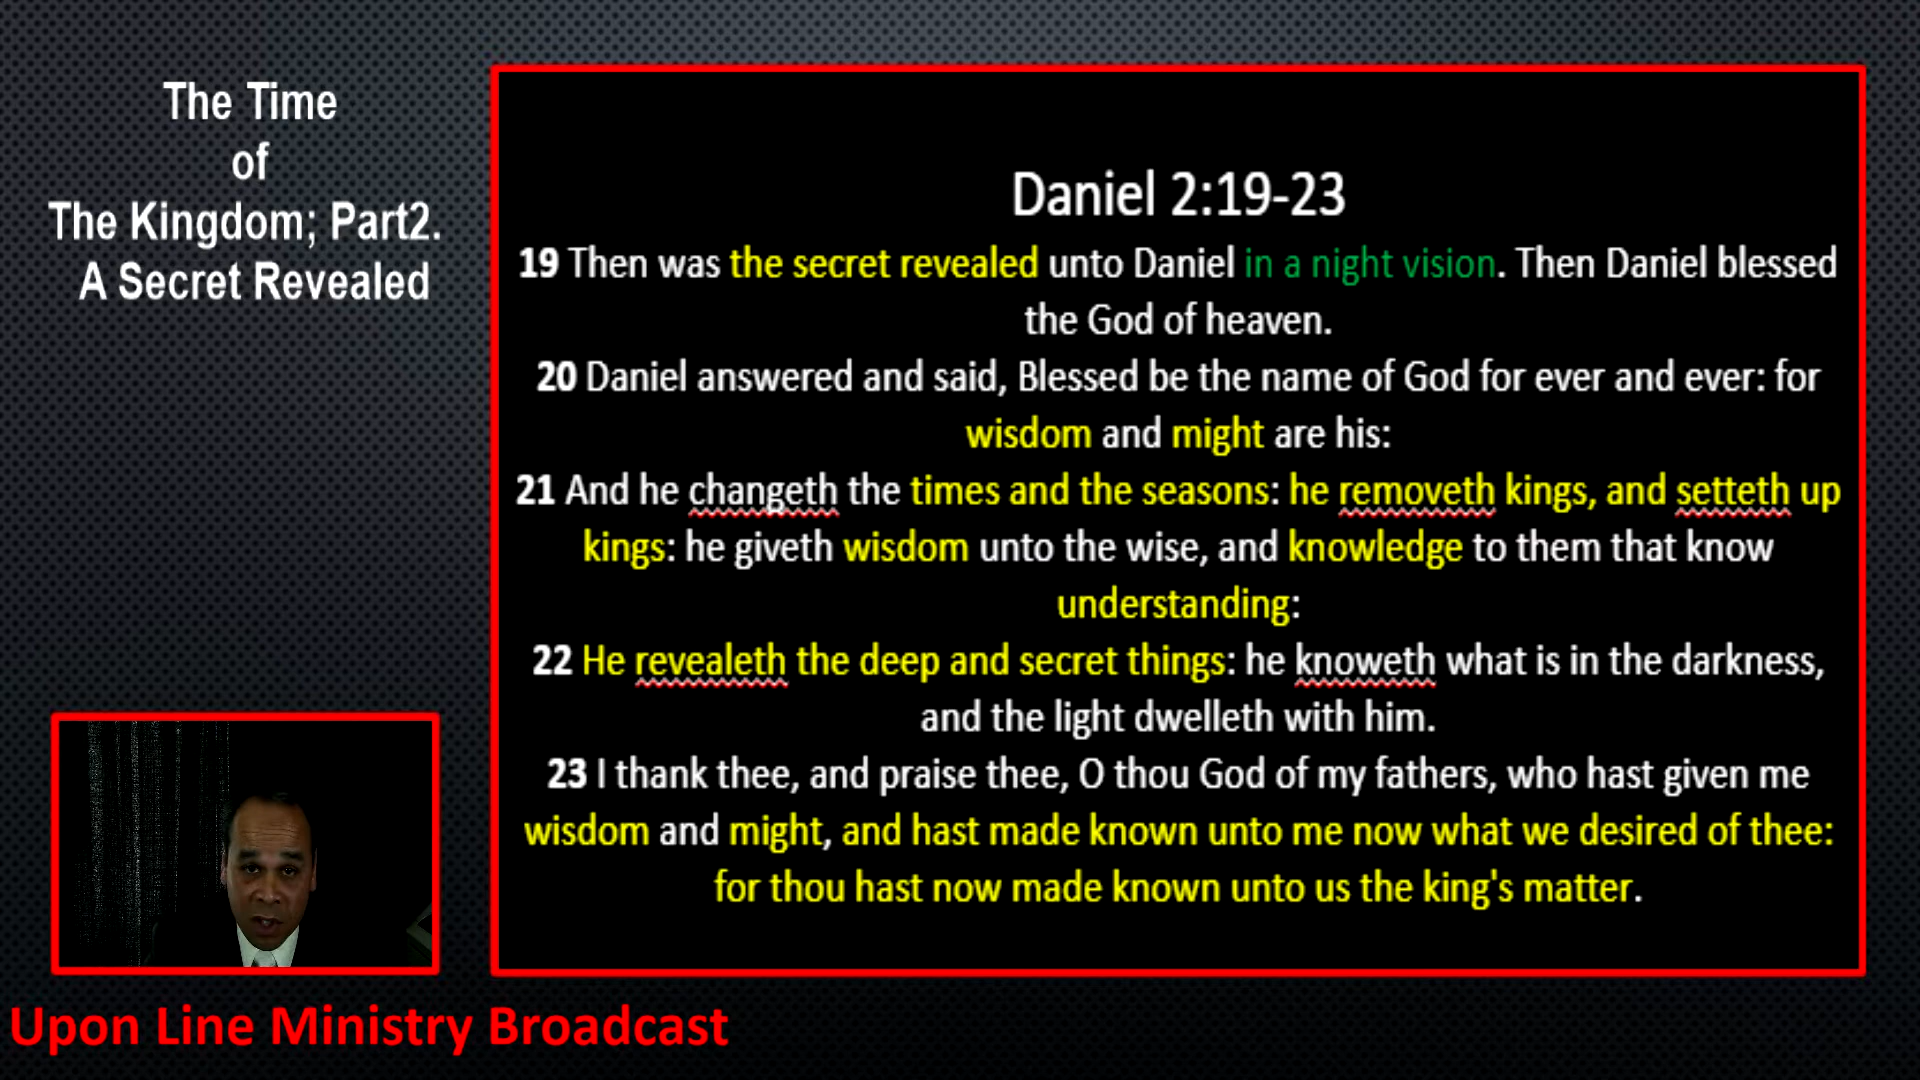 The Time
of
The Kingdom; Part2.
A Secret Revealed
Daniel 2:19-23
19 Then was the secret revealed unto Daniel in a night vision. Then Daniel blessed
the God of heaven.
20 Daniel answered and said, Blessed be the name of God for ever and ever: for
wisdom and might are his:
21 And he changeth the times and the seasons: he removeth kings, and setteth up
kings: he giveth wisdom unto the wise, and knowledge to them that know
understanding:
22 He revealeth the deep and secret things: he knoweth what is in the darkness,
and the light dwelleth with him.
23 I thank thee, and praise thee, O thou God of my fathers, who hast given me
wisdom and might, and hast made known unto me now what we desired of thee:
for thou hast now made known unto us the king's matter.
Upon Line Ministry Broadcast